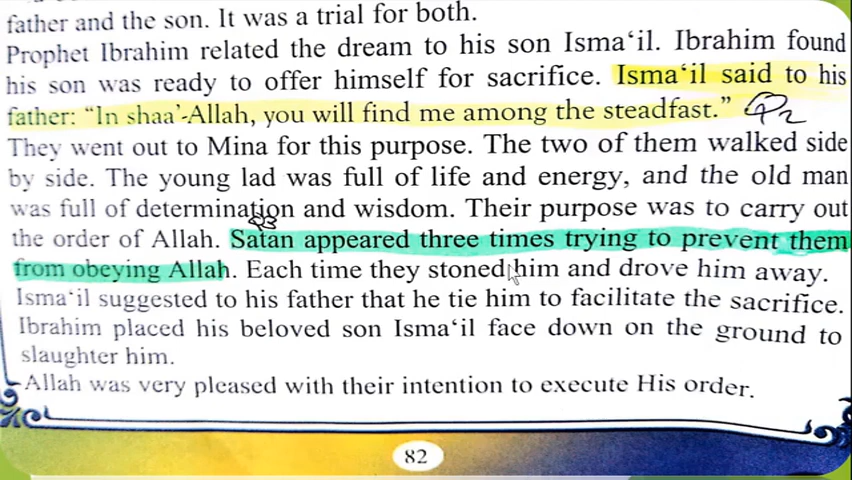 father and the son. It was a trial for both.
Prophet Ibrahim related the dream to his son Isma‘il. Ibrahim found
his son was ready to offer himself for sacrifice. Isma‘il said to his
father: “In shaa’-Allah, you will find me among the steadfast.” Q2
They went out to Mina for this purpose. The two of them walked side
by side. The young lad was full of life and energy, and the old man
was full of determination and wisdom. Their purpose was to carry out
Q3
the order of Allah. Satan appeared three times trying to prevent them
from obeying Allah. Each time they stoned him and drove him away.
Isma‘il suggested to his father that he tie him to facilitate the sacrifice.
Ibrahim placed his beloved son Isma‘il face down on the ground to
slaughter him.
Allah was very pleased with their intention to execute His order.
82